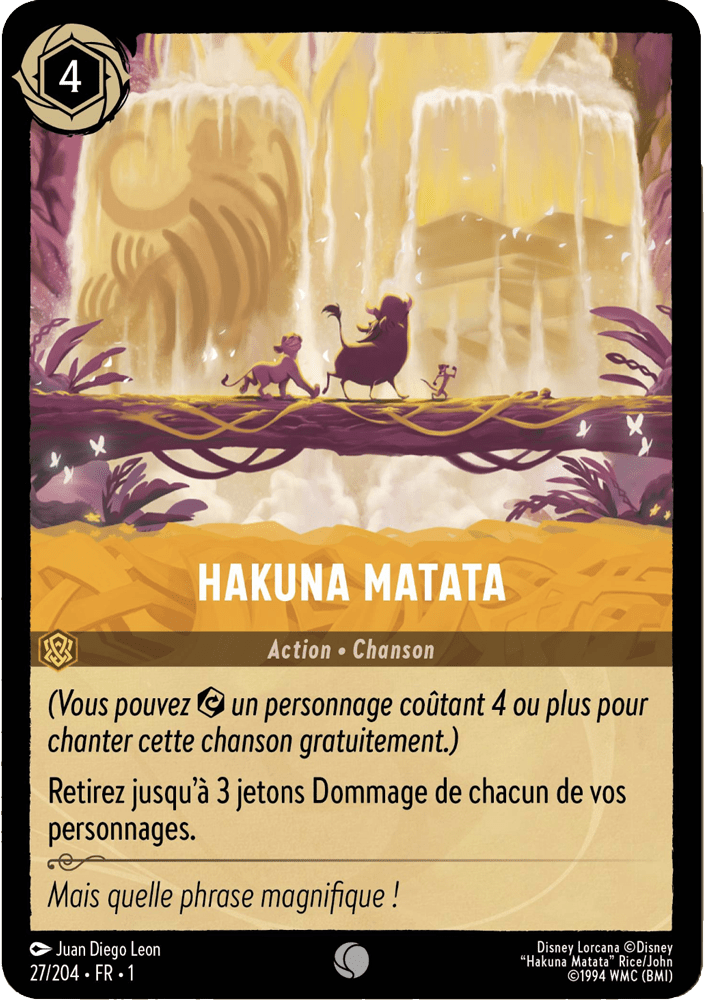 4
HAKUNA MATATA
Action • Chanson
(Vous pouvez un personnage coûtant 4 ou plus pour
chanter cette chanson gratuitement.)
Retirez jusqu'à 3 jetons Dommage de chacun de vos
personnages.
Mais quelle phrase magnifique !
Juan Diego Leon
27/204 • FR • 1
Disney Lorcana ©Disney
“Hakuna Matata” Rice/John
©1994 WMC (BMI)